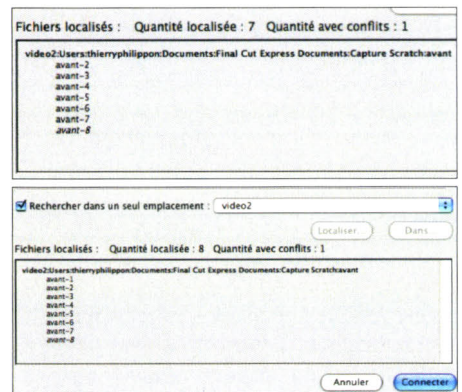 Fichiers localisés : Quantité localisée : 7 Quantité avec conflits : 1
video2:Users:thierryphilippon:Documents:Final Cut Express Documents:Capture Scratch:avant
avant-2
avant-3
avant-4
avant-5
avant-6
avant-7
avant-8
Rechercher dans un seul emplacement : video2
Localiser... Dans...
Fichiers localisés : Quantité localisée : 8 Quantité avec conflits : 1
video2:Users:thierryphilippon:Documents:Final Cut Express Documents:Capture Scratch:avant
avant-1
avant-2
avant-3
avant-4
avant-5
avant-6
avant-7
avant-8
Annuler Connecter